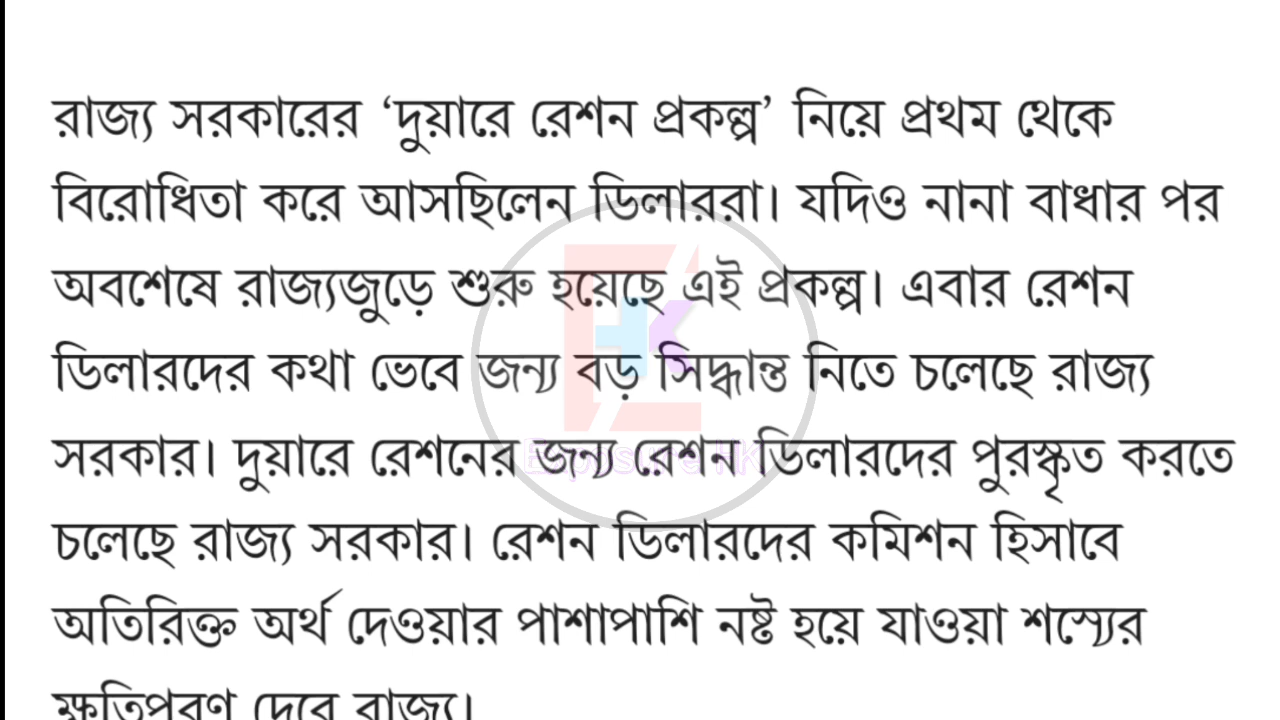 রাজ্য সরকারের ‘দুয়ারে রেশন প্রকল্প’ নিয়ে প্রথম থেকে
বিরোধিতা করে আসছিলেন ডিলাররা। যদিও নানা বাধার পর
অবশেষে রাজ্যজুড়ে শুরু হয়েছে এই প্রকল্প। এবার রেশন
ডিলারদের কথা ভেবে জন্য বড় সিদ্ধান্ত নিতে চলেছে রাজ্য
সরকার। দুয়ারে রেশনের জন্য রেশন ডিলারদের পুরস্কৃত করতে
চলেছে রাজ্য সরকার। রেশন ডিলারদের কমিশন হিসাবে
অতিরিক্ত অর্থ দেওয়ার পাশাপাশি নষ্ট হয়ে যাওয়া শস্যের
ক্ষতিপূরণ দেবে রাজ্য।
Exposure Hk